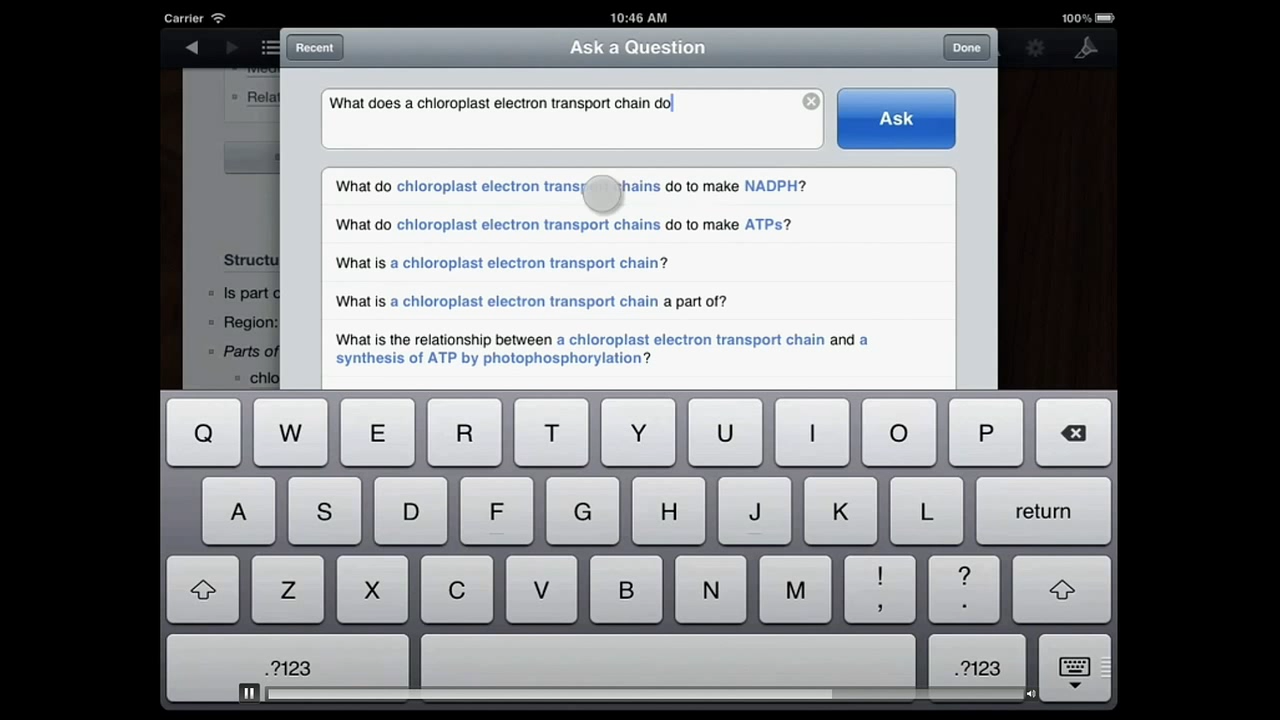 Carrier 10:46 AM 100%
Recent Ask a Question Done
Relat
What does a chloroplast electron transport chain do
Ask
What do chloroplast electron transport chains do to make NADPH?
What do chloroplast electron transport chains do to make ATPs?
What is a chloroplast electron transport chain?
What is a chloroplast electron transport chain a part of?
What is the relationship between a chloroplast electron transport chain and a
synthesis of ATP by photophosphorylation?
Structu
Is part o
Region:
Parts of
chlo
Q W E R T Y U I O P
A S D F G H J K L return
Z X C V B N M ! , ? .
.?123 .?123